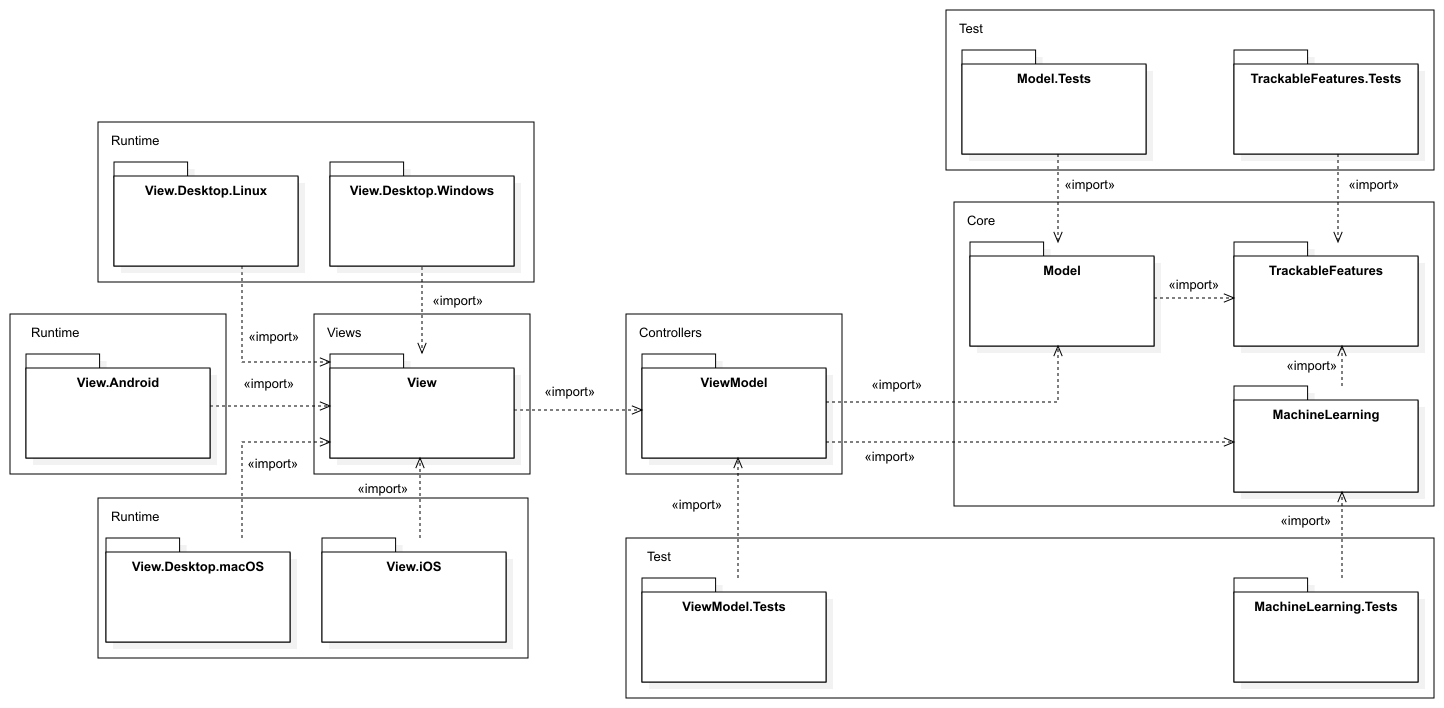 Test
Model.Tests
TrackableFeatures.Tests
«import»
«import»
Runtime
View.Desktop.Linux
View.Desktop.Windows
«import»
«import»
Core
Model
TrackableFeatures
«import»
«import»
MachineLearning
Runtime
View.Android
«import»
Views
View
«import»
Controllers
ViewModel
«import»
«import»
«import»
«import»
Runtime
View.Desktop.macOS
View.iOS
«import»
«import»
Test
ViewModel.Tests
MachineLearning.Tests